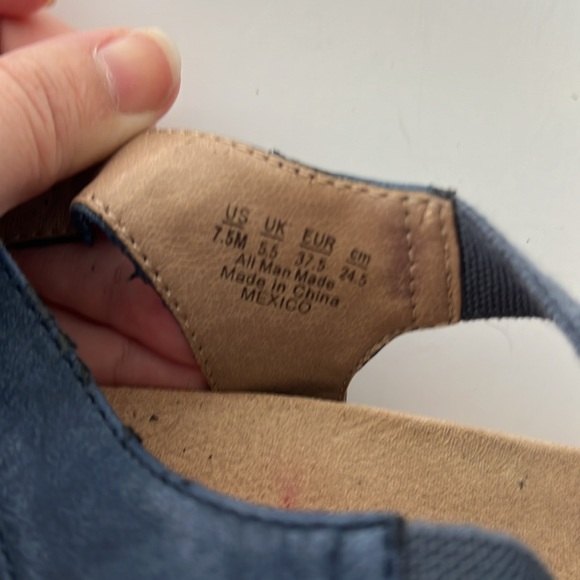 US UK EUR cm
7.5M 5.5 37.5 24.5
All Man Made
Made in China
MEXICO